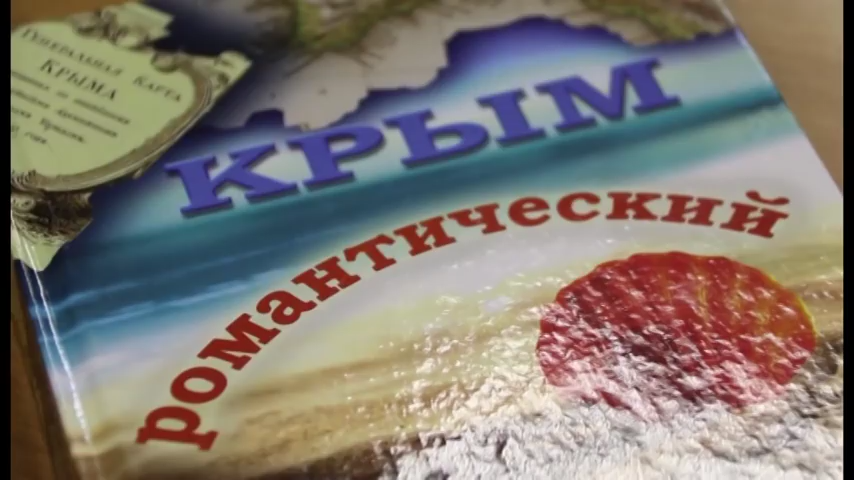 Генеральная Карта
КРЫМА
КРЫМ
романтический